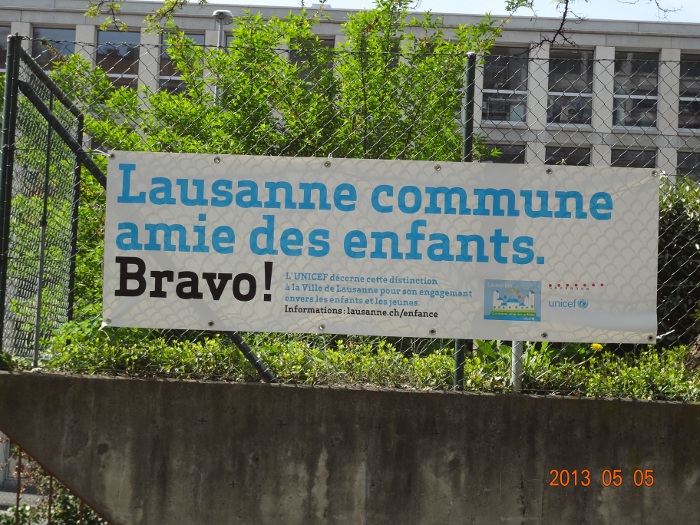 Lausanne commune
amie des enfants.
Bravo!
L'UNICEF décerne cette distinction
à la Ville de Lausanne pour son engagement
envers les enfants et les jeunes.
Informations: lausanne.ch/enfance
unicef
2013 05 05